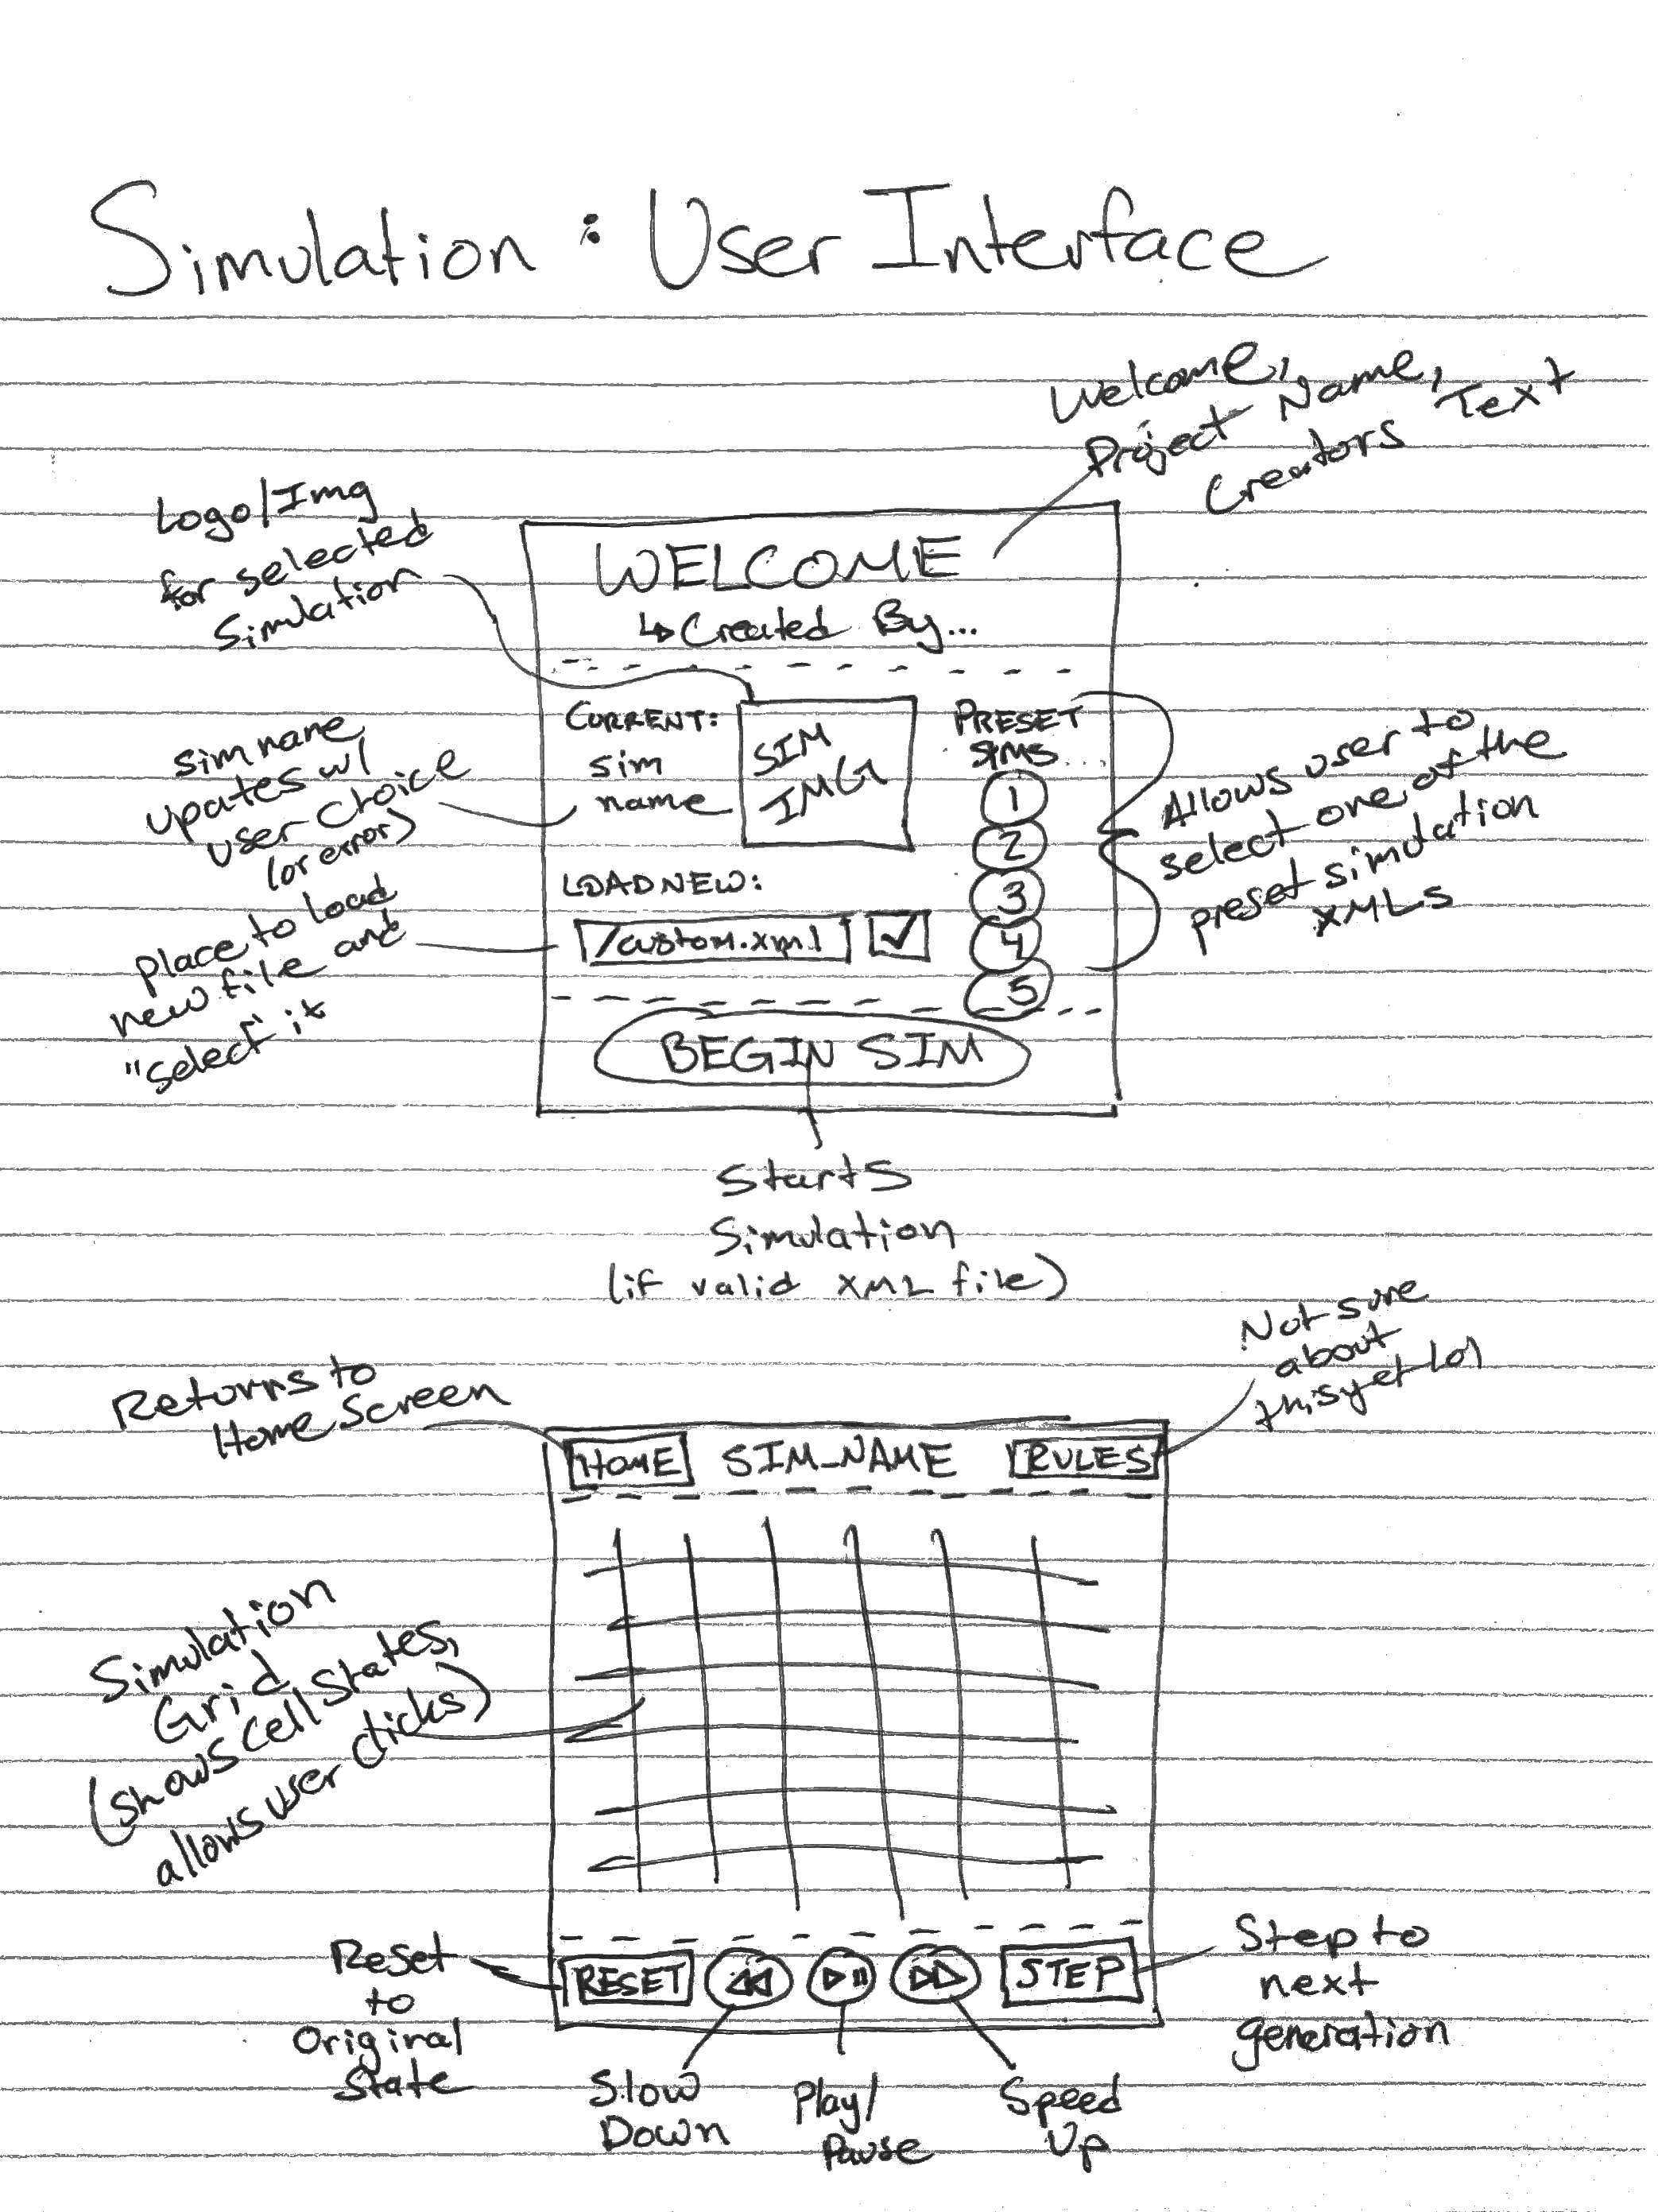 Simulation: User Interface
Welcome,
Project Name,
Creators Text
Logo/Img
for selected
Simulation
WELCOME
↳ Created By...
sim name
upates w/
user choice
(or error)
CURRENT:
sim
name
SIM
IMG
PRESET
SIMS...
1
2
3
4
5
Allows user to
select one of the
preset simulation
XMLs
place to load
new file and
"select" it
LOAD NEW:
/custom.xml
BEGIN SIM
Starts
Simulation
(if valid XML file)
Returns to
Home Screen
Not sure
about
this yet lol
HOME
SIM_NAME
RULES
Simulation
Grid
(shows cell states,
allows user clicks)
RESET
STEP
Reset
to
Original
State
Slow
Down
Play/
Pause
Speed
Up
Step to
next
generation